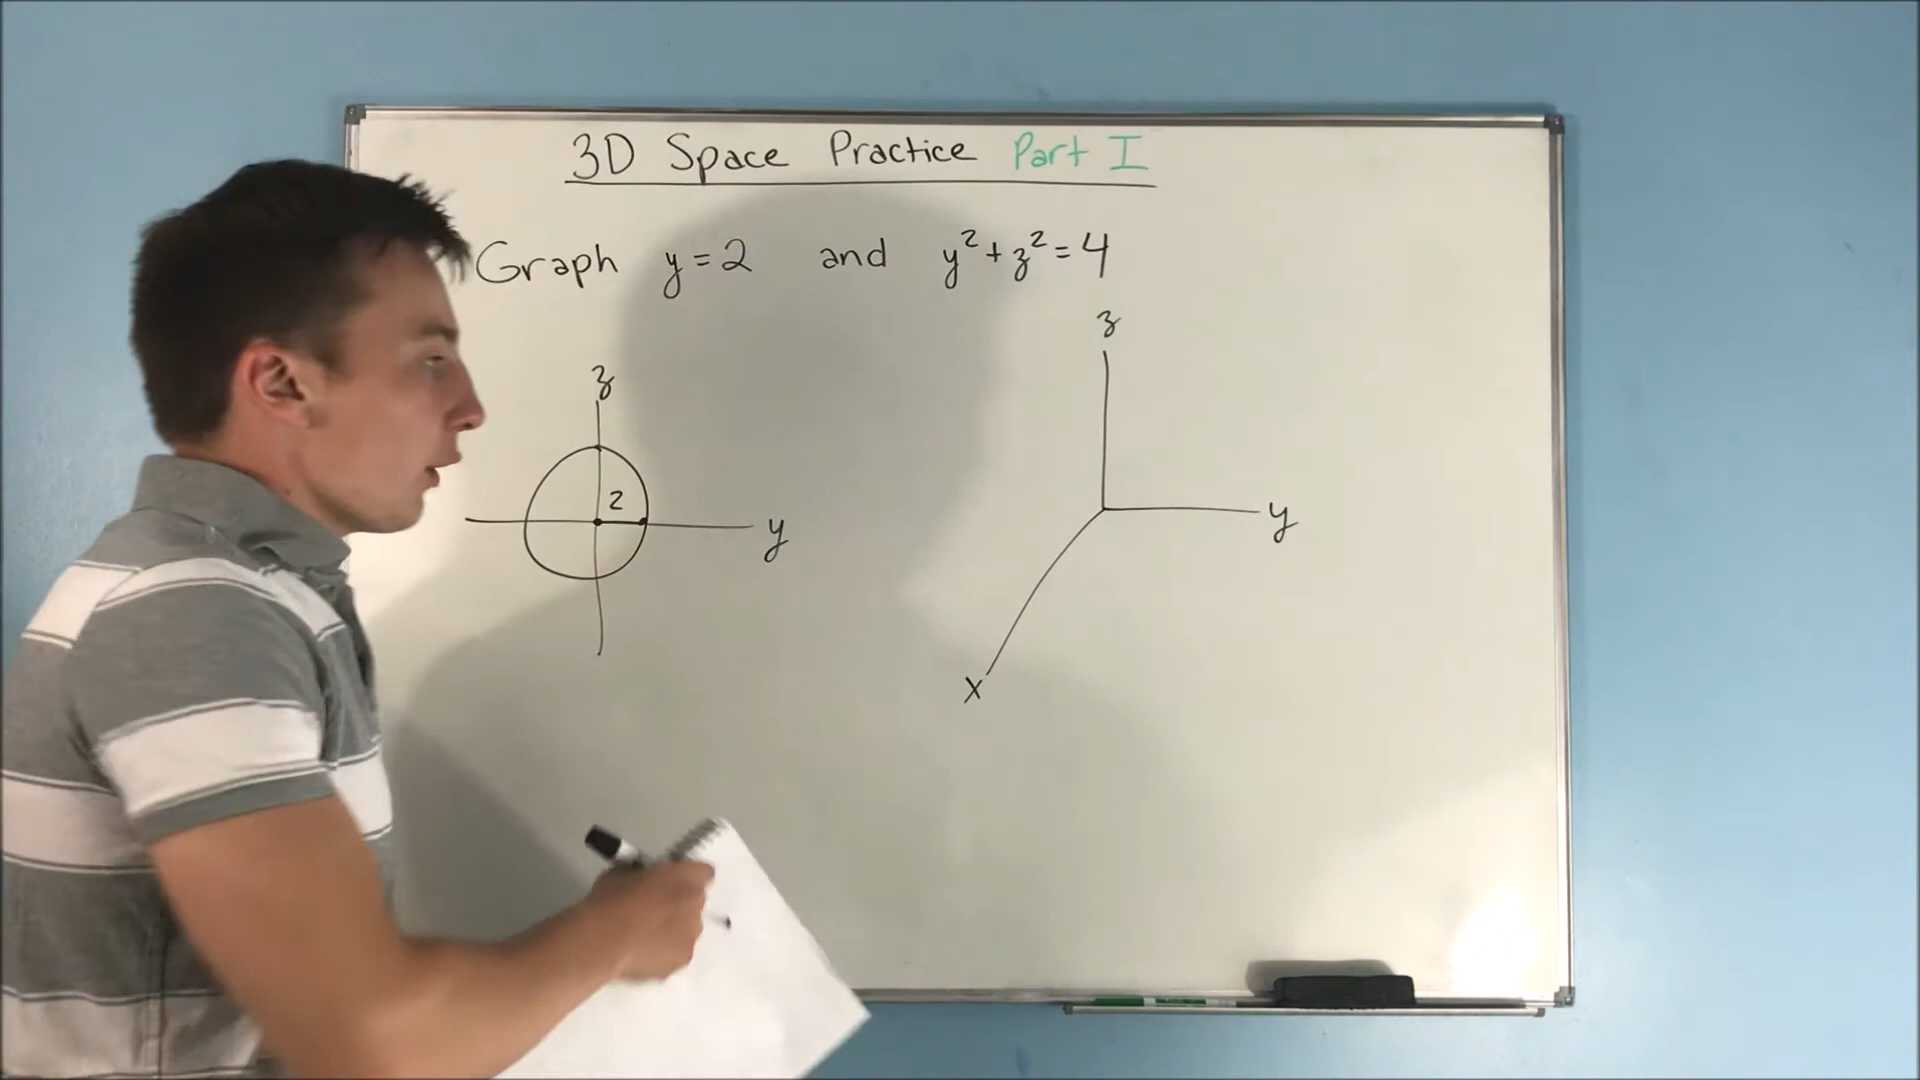 3D Space Practice Part I
Graph y=2 and y²+z²=4
z
2
y
z
y
x